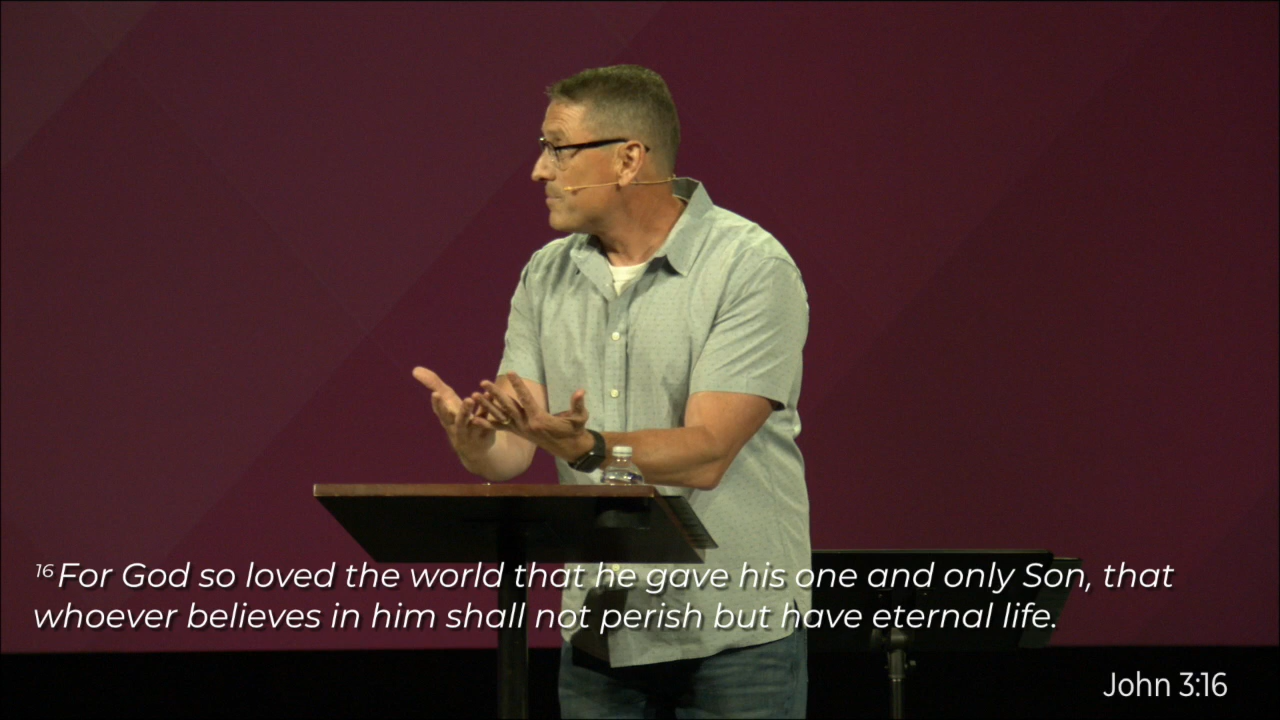 16 For God so loved the world that he gave his one and only Son, that
whoever believes in him shall not perish but have eternal life.
John 3:16